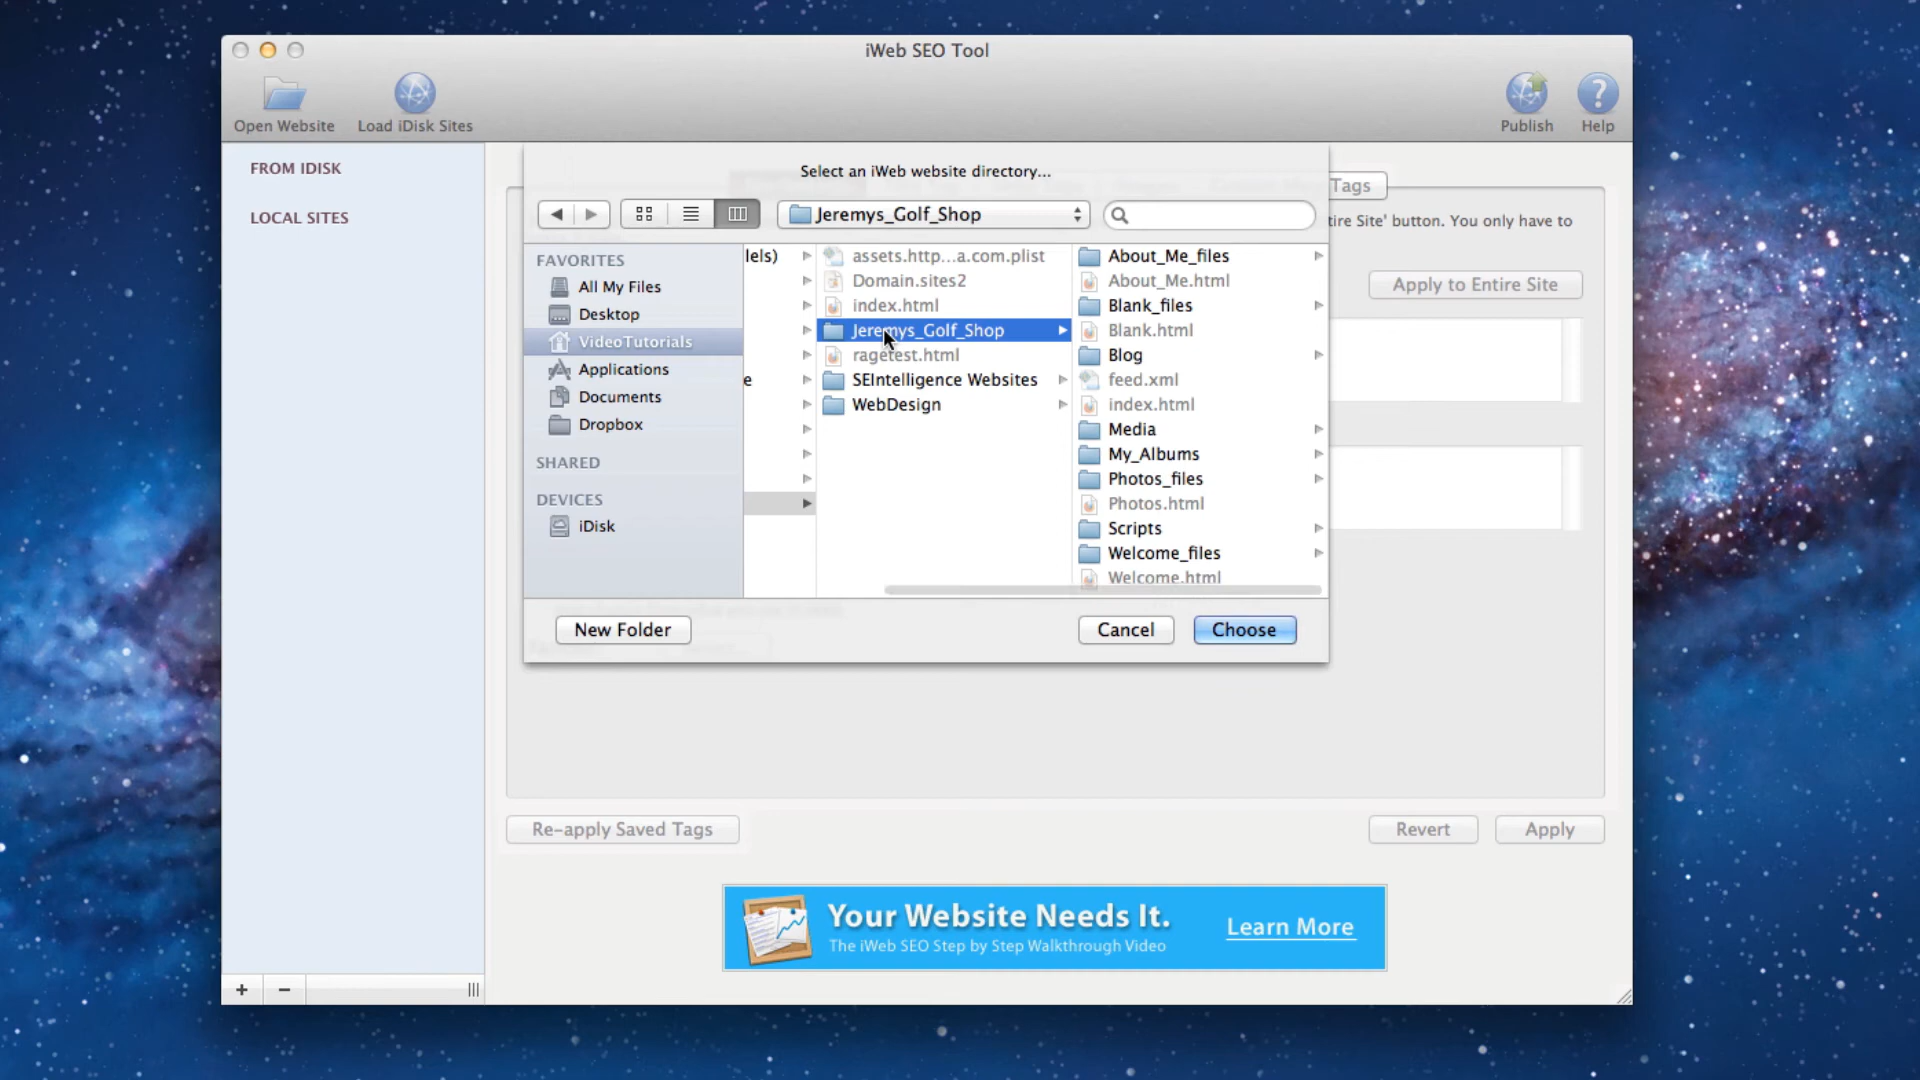 iWeb SEO Tool
Open Website
Load iDisk Sites
Publish
Help
FROM IDISK
LOCAL SITES
Select an iWeb website directory...
Tags
Jeremys_Golf_Shop
tire Site' button. You only have to
Apply to Entire Site
FAVORITES
All My Files
Desktop
VideoTutorials
Applications
Documents
Dropbox
SHARED
DEVICES
iDisk
lels)
e
assets.http...a.com.plist
Domain.sites2
index.html
Jeremys_Golf_Shop
ragetest.html
SEIntelligence Websites
WebDesign
About_Me_files
About_Me.html
Blank_files
Blank.html
Blog
feed.xml
index.html
Media
My_Albums
Photos_files
Photos.html
Scripts
Welcome_files
Welcome.html
New Folder
Cancel
Choose
Re-apply Saved Tags
Revert
Apply
Your Website Needs It.
The iWeb SEO Step by Step Walkthrough Video
Learn More